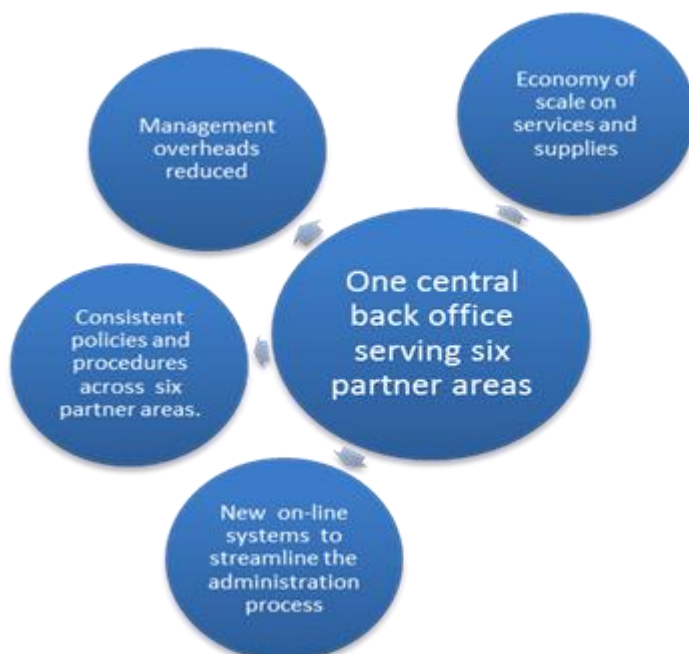 Economy of
scale on
services and
supplies
Management
overheads
reduced
One central
back office
serving six
partner areas
Consistent
policies and
procedures
across six
partner areas.
New on-line
systems to
streamline the
administration
process